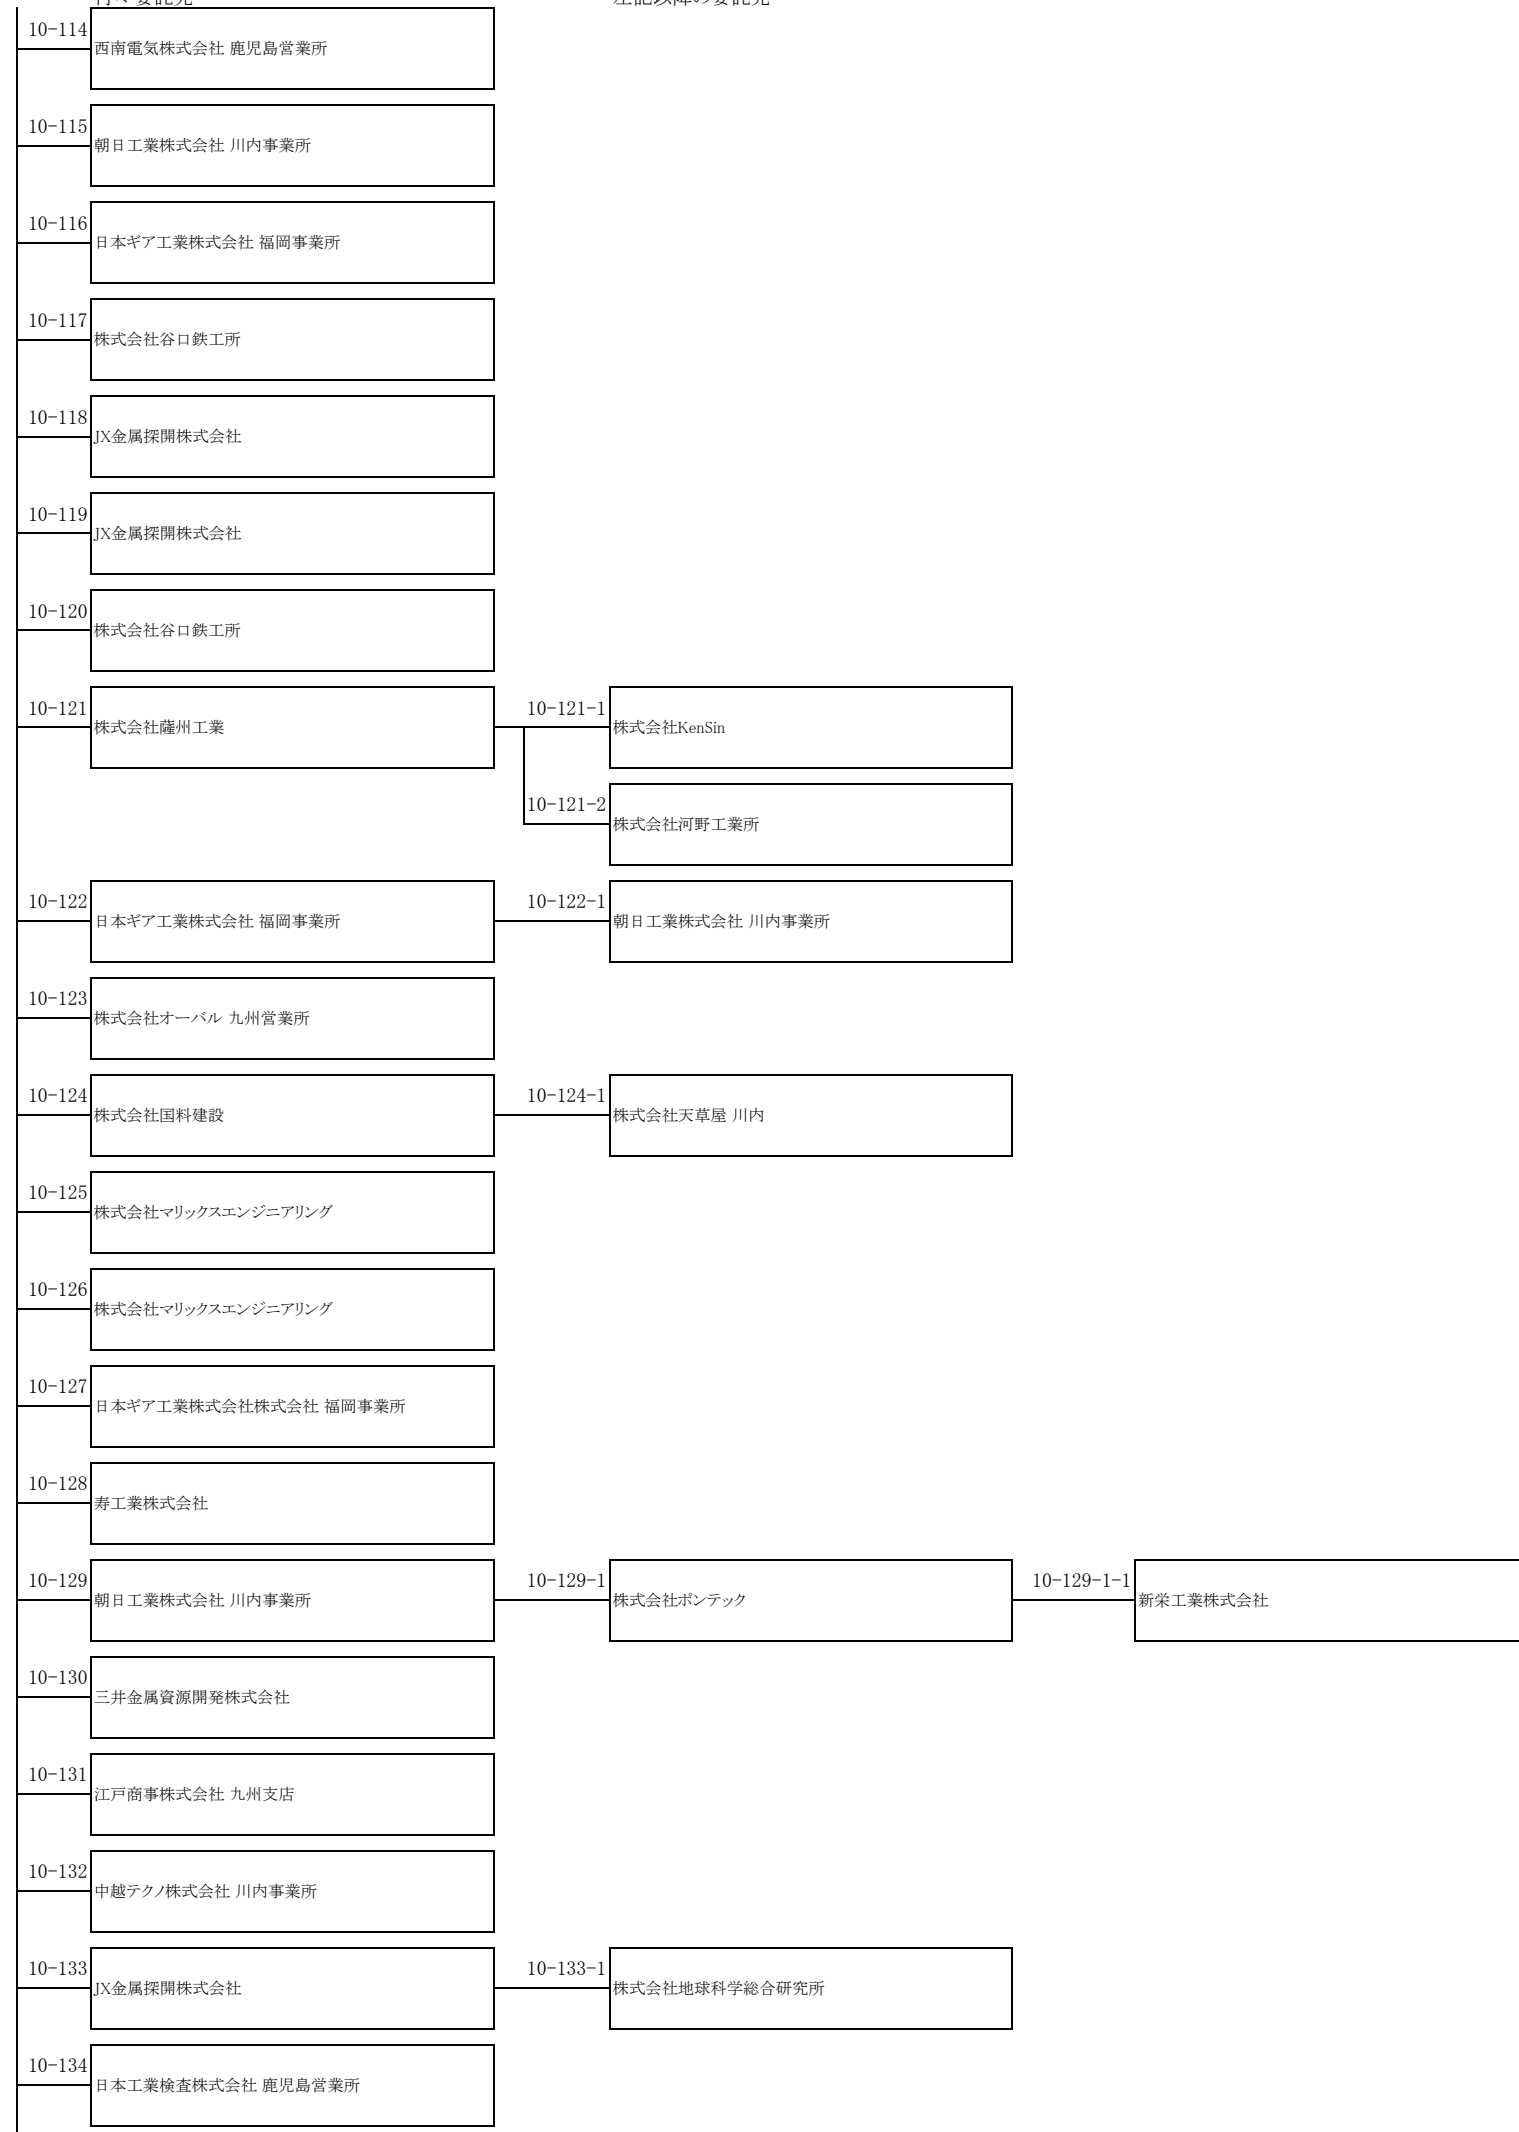 再々委託先
左記以降の委託先
10-114
西南電気株式会社 鹿児島営業所
10-115
朝日工業株式会社 川内事業所
10-116
日本ギア工業株式会社 福岡事業所
10-117
株式会社谷口鉄工所
10-118
JX金属探開株式会社
10-119
JX金属探開株式会社
10-120
株式会社谷口鉄工所
10-121
株式会社薩州工業
10-121-1
株式会社KenSin
10-121-2
株式会社河野工業所
10-122
日本ギア工業株式会社 福岡事業所
10-122-1
朝日工業株式会社 川内事業所
10-123
株式会社オーバル 九州営業所
10-124
株式会社国料建設
10-124-1
株式会社天草屋 川内
10-125
株式会社マリックスエンジニアリング
10-126
株式会社マリックスエンジニアリング
10-127
日本ギア工業株式会社株式会社 福岡事業所
10-128
寿工業株式会社
10-129
朝日工業株式会社 川内事業所
10-129-1
株式会社ポンテック
10-129-1-1
新栄工業株式会社
10-130
三井金属資源開発株式会社
10-131
江戸商事株式会社 九州支店
10-132
中越テクノ株式会社 川内事業所
10-133
JX金属探開株式会社
10-133-1
株式会社地球科学総合研究所
10-134
日本工業検査株式会社 鹿児島営業所